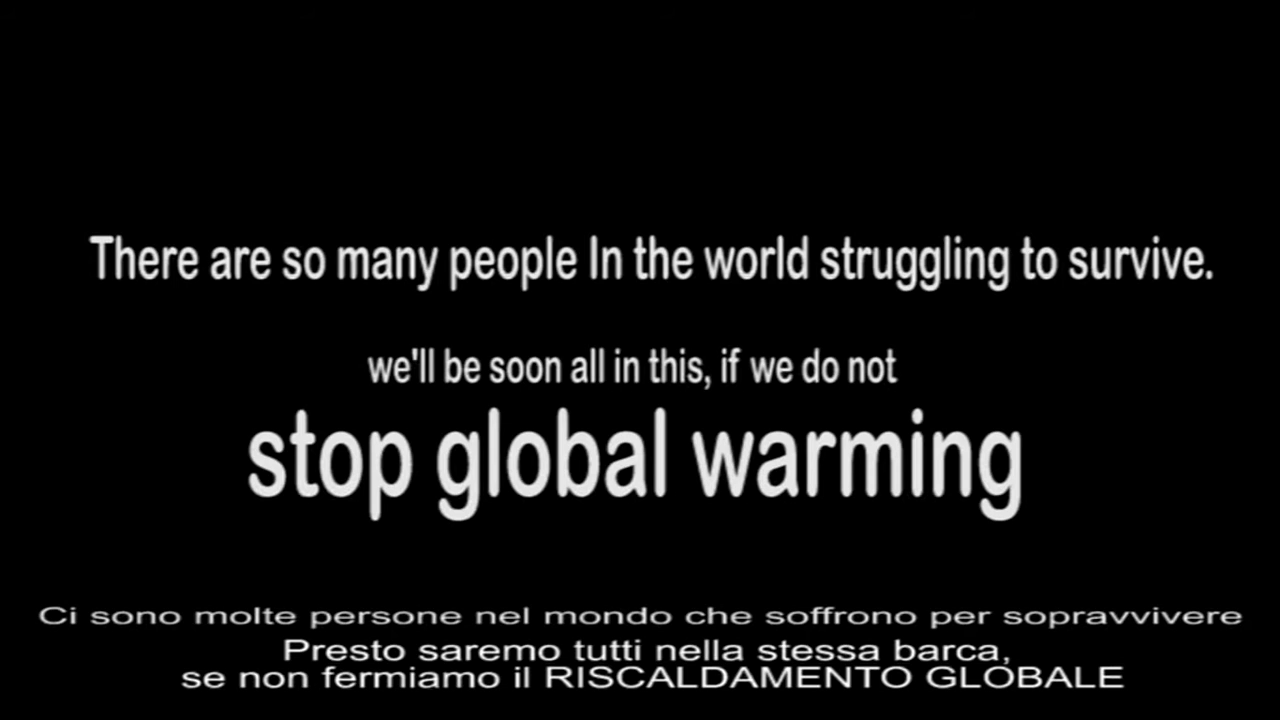 There are so many people In the world struggling to survive.
we'll be soon all in this, if we do not
stop global warming
Ci sono molte persone nel mondo che soffrono per sopravvivere
Presto saremo tutti nella stessa barca,
se non fermiamo il RISCALDAMENTO GLOBALE